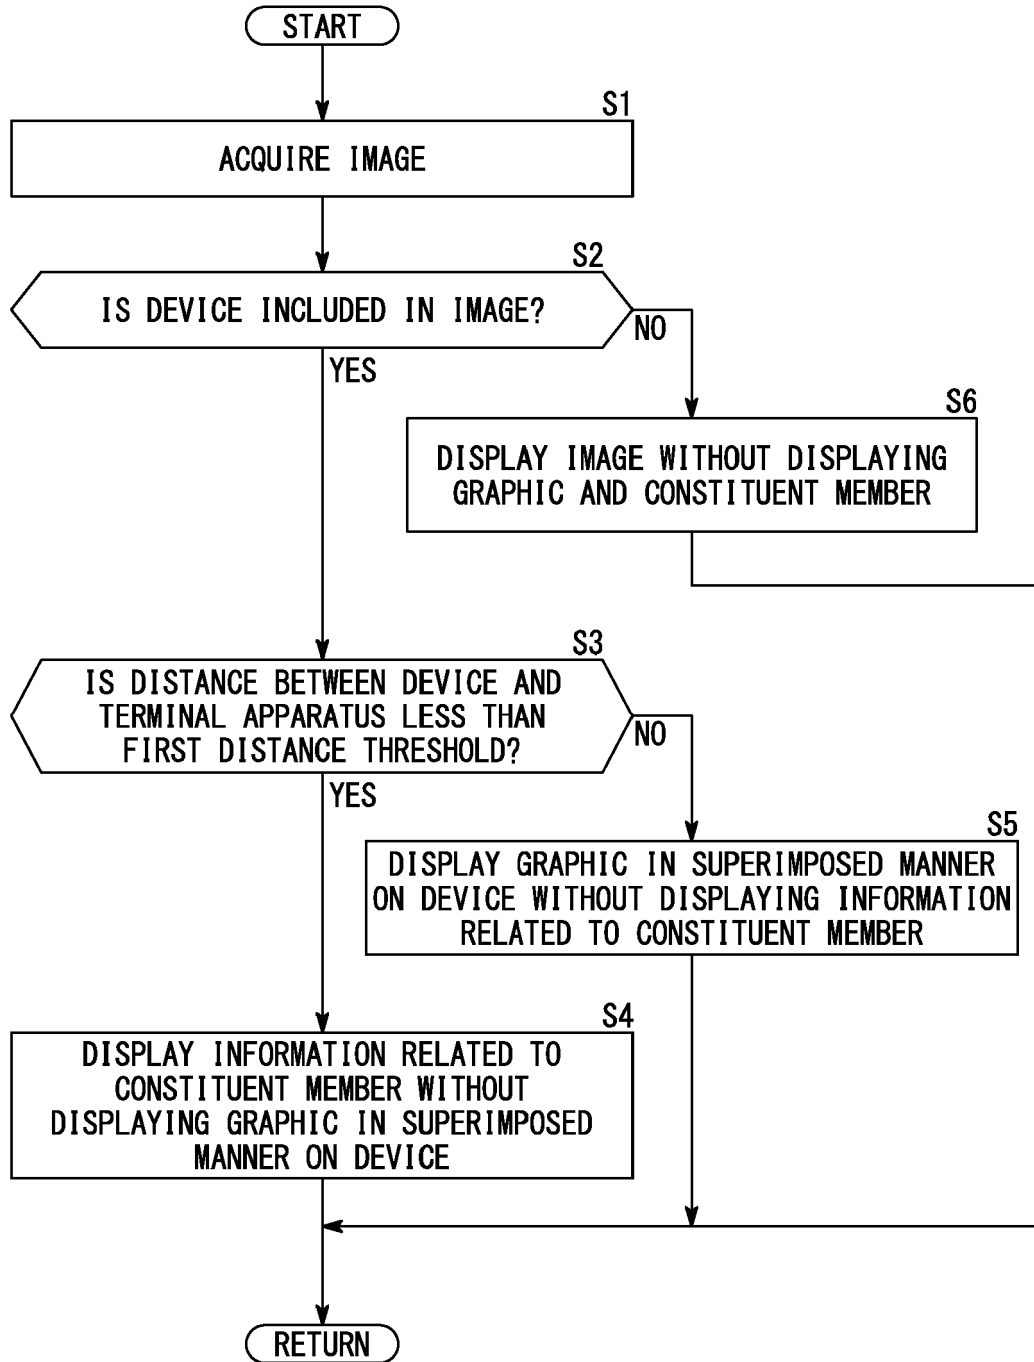 START
S1
ACQUIRE IMAGE
S2
IS DEVICE INCLUDED IN IMAGE?
NO
YES
S6
DISPLAY IMAGE WITHOUT DISPLAYING
GRAPHIC AND CONSTITUENT MEMBER
S3
IS DISTANCE BETWEEN DEVICE AND
TERMINAL APPARATUS LESS THAN
FIRST DISTANCE THRESHOLD?
NO
YES
S5
DISPLAY GRAPHIC IN SUPERIMPOSED MANNER
ON DEVICE WITHOUT DISPLAYING INFORMATION
RELATED TO CONSTITUENT MEMBER
S4
DISPLAY INFORMATION RELATED TO
CONSTITUENT MEMBER WITHOUT
DISPLAYING GRAPHIC IN SUPERIMPOSED
MANNER ON DEVICE
RETURN